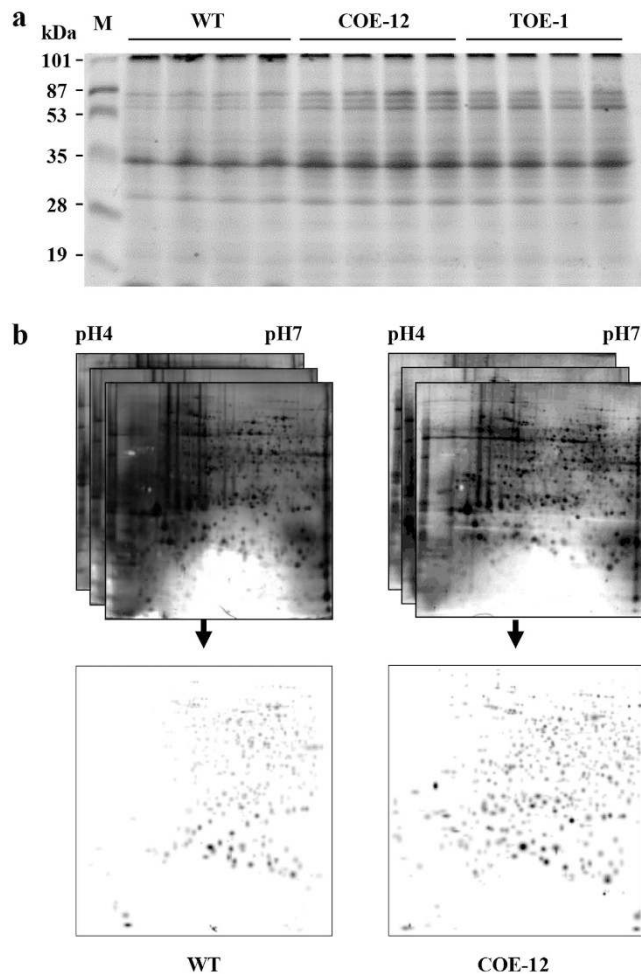 a
kDa M WT COE-12 TOE-1
101
87
53
35
28
19
b
pH4 pH7 pH4 pH7
WT COE-12